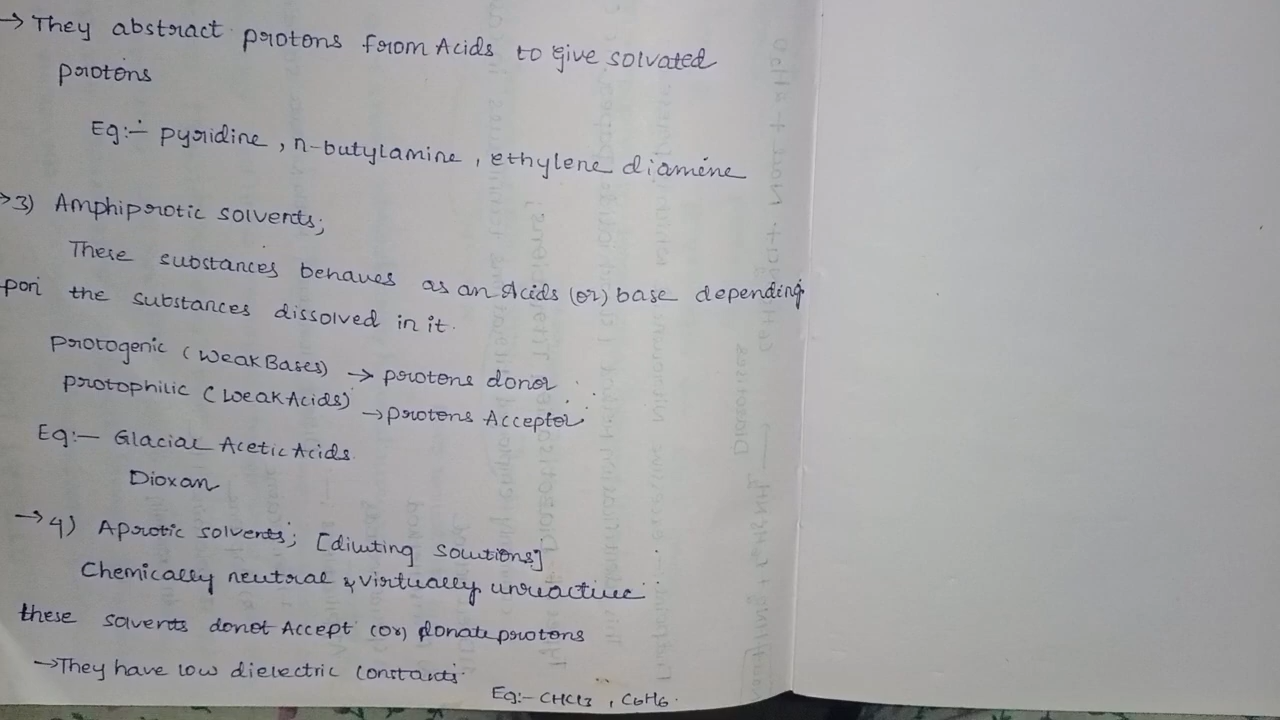 → They abstract protons from Acids to give solvated
protons
Eg:- pyridine, n-butylamine, ethylene diamine
→3) Amphiprotic solvents;
These substances behaves as an Acids (or) base depending
pon the substances dissolved in it.
Protogenic (Weak Bases) → protons donor
Protophilic (Weak Acids) → protons Acceptor
Eg:- Glacial Acetic Acids
Dioxan
→ 4) Aprotic solvents; [diluting solutions]
Chemically neutral & virtually unreactive
these solvents donot Accept (or) donate protons
→ They have low dielectric constants.
Eg:- CHCl3, C6H6.